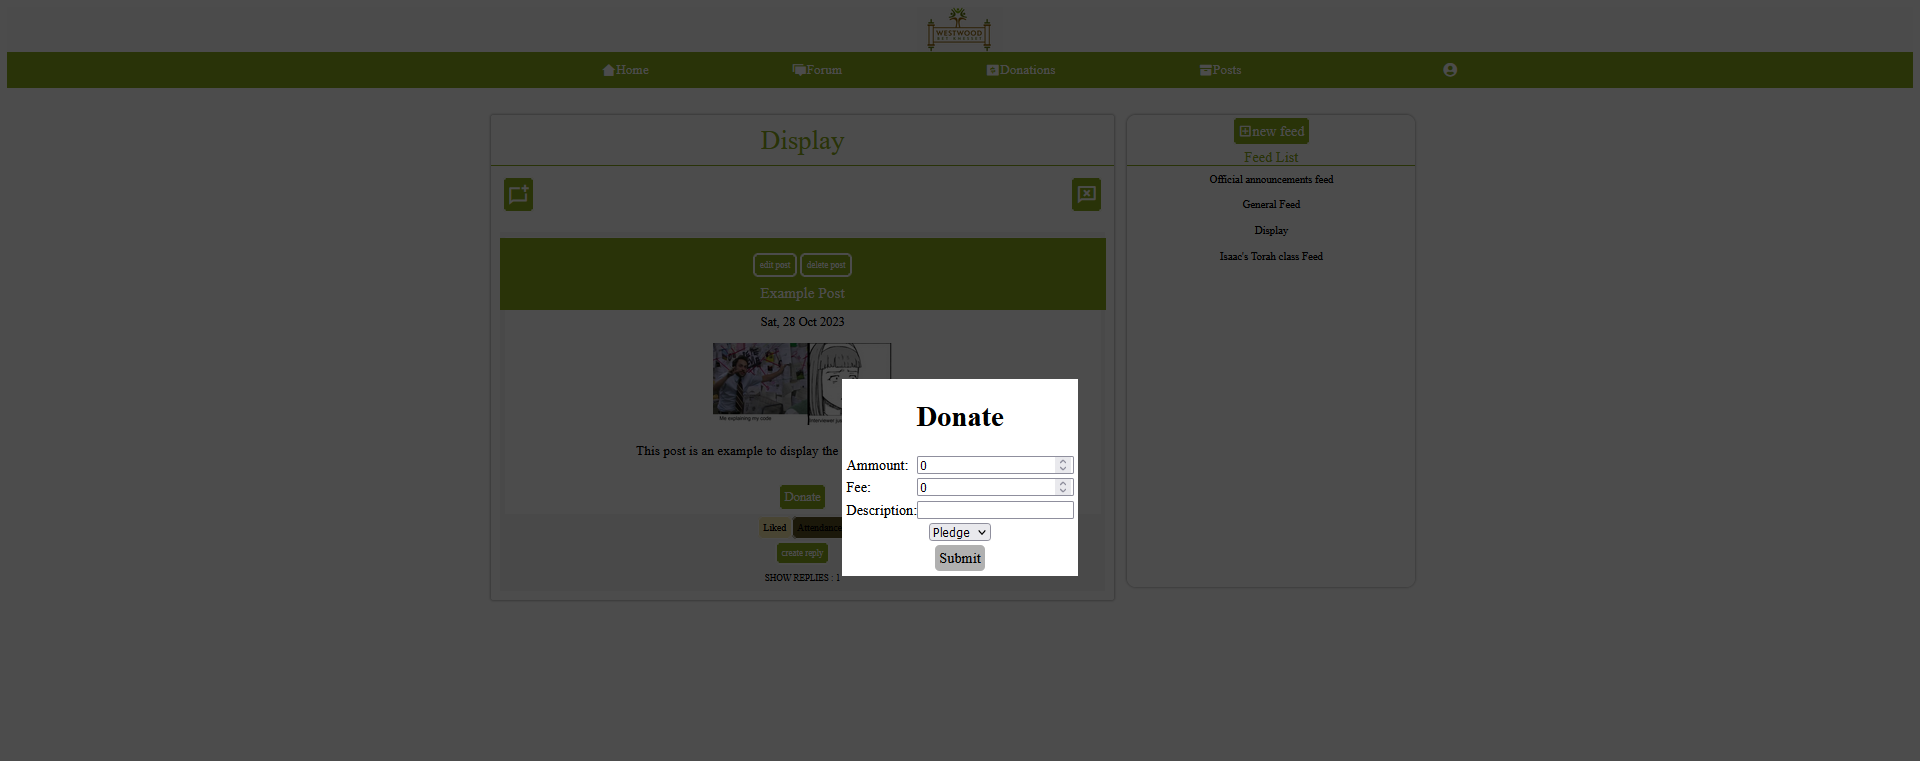 WESTWOOD
Home
Forum
Donations
Posts
Display
new feed
Feed List
Official announcements feed
General Feed
Display
Isaac's Torah class Feed
edit post
delete post
Example Post
Sat, 28 Oct 2023
Me explaining my code
This post is an example to display the
Donate
Liked
Attendance
create reply
SHOW REPLIES : 1
Donate
Ammount:
0
Fee:
0
Description:
Pledge
Submit